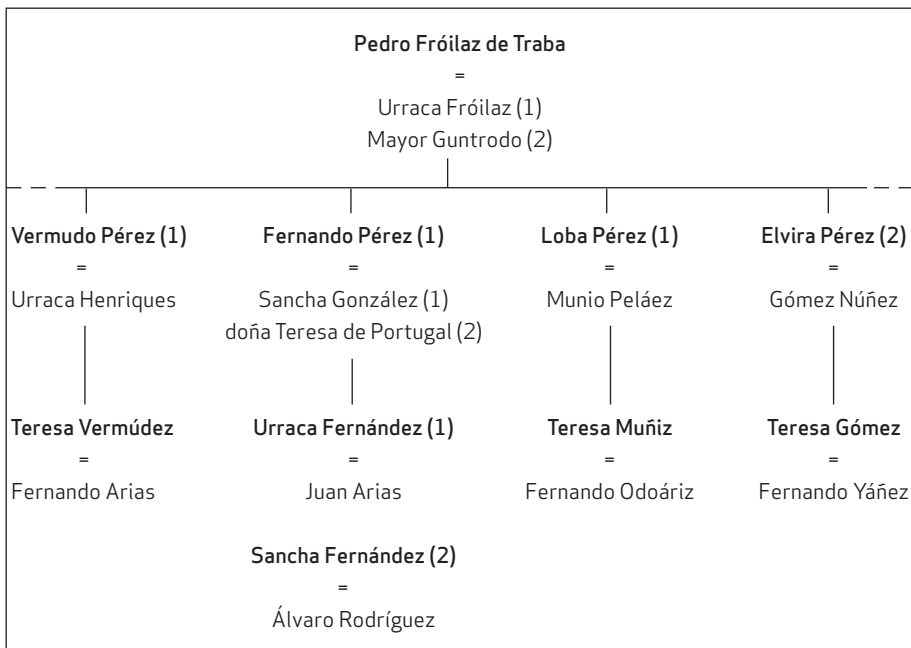 Pedro Fróilaz de Traba
=
Urraca Fróilaz (1)
Mayor Guntrodo (2)
Vermudo Pérez (1)
=
Urraca Henriques
Teresa Vermúdez
=
Fernando Arias
Fernando Pérez (1)
=
Sancha González (1)
doña Teresa de Portugal (2)
Urraca Fernández (1)
=
Juan Arias
Sancha Fernández (2)
=
Álvaro Rodríguez
Loba Pérez (1)
=
Munio Peláez
Teresa Muñiz
=
Fernando Odoáriz
Elvira Pérez (2)
=
Gómez Núñez
Teresa Gómez
=
Fernando Yáñez